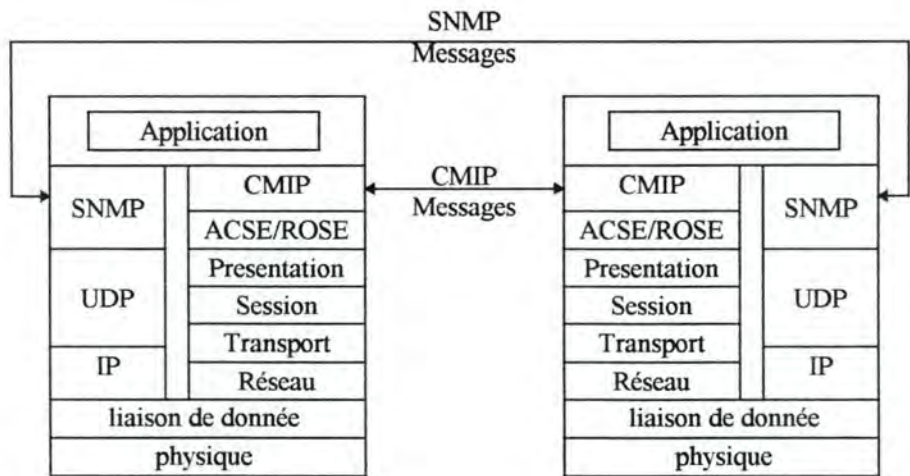 SNMP
Messages
Application
Application
SNMP
CMIP
CMIP
Messages
CMIP
SNMP
ACSE/ROSE
ACSE/ROSE
UDP
Presentation
Presentation
UDP
Session
Session
Transport
Transport
IP
Réseau
Réseau
IP
liaison de donnée
liaison de donnée
physique
physique